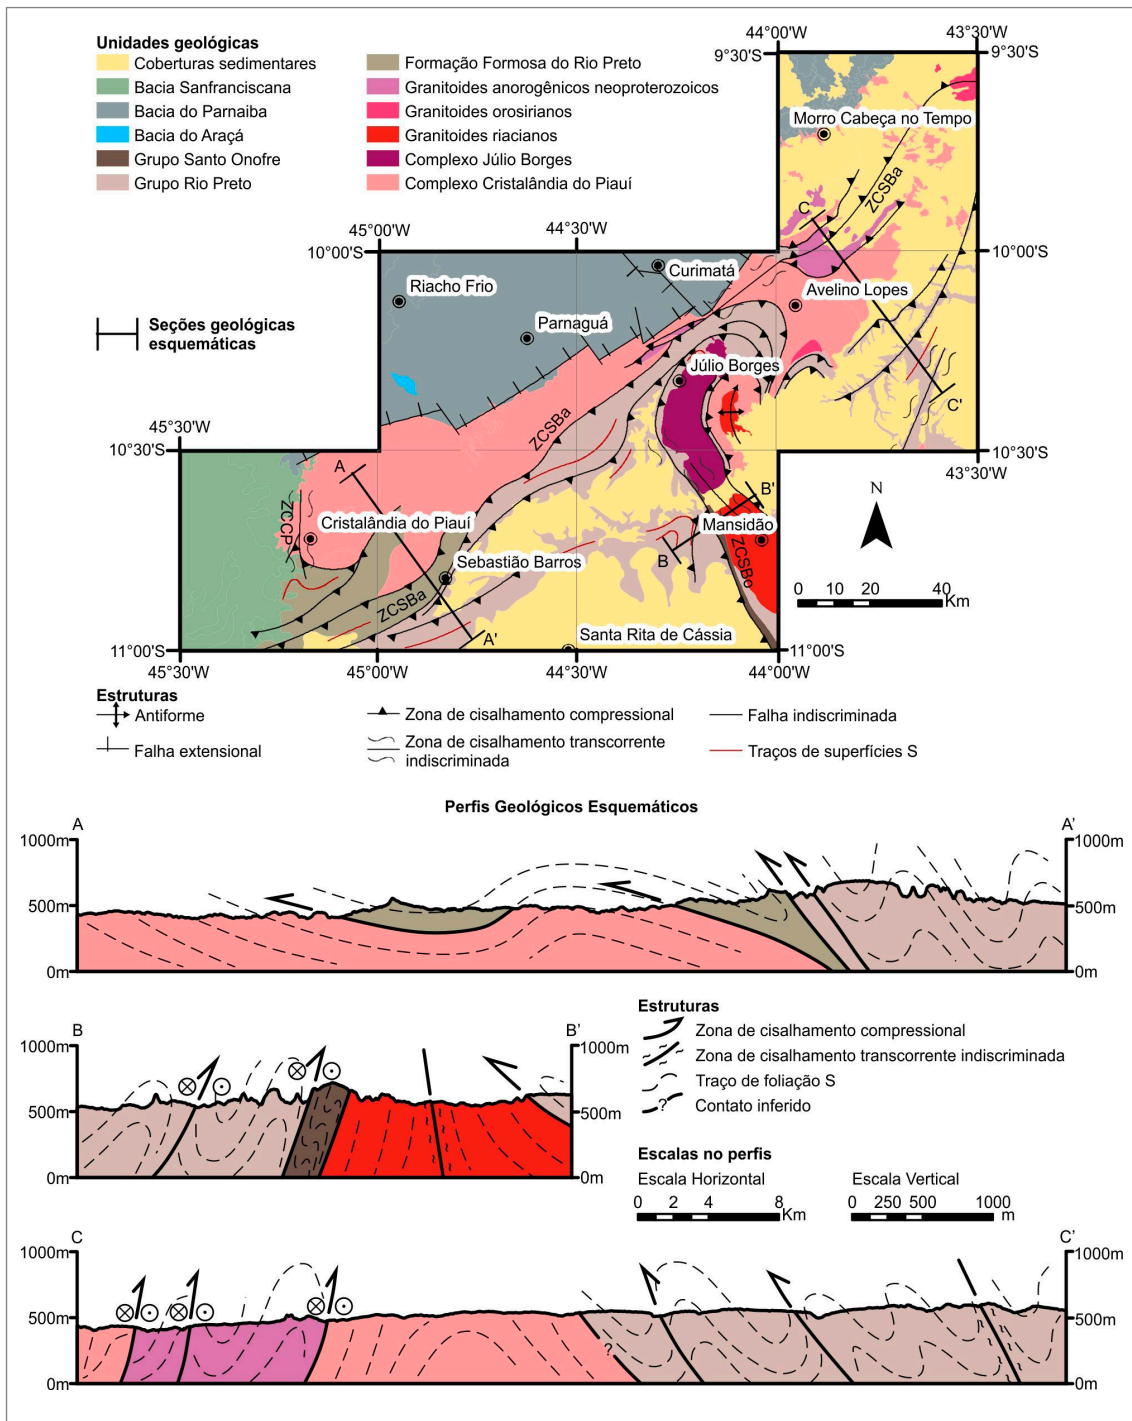 Unidades geológicas
Coberturas sedimentares
Bacia Sanfranciscana
Bacia do Parnaiba
Bacia do Araçá
Grupo Santo Onofre
Grupo Rio Preto
Formação Formosa do Rio Preto
Granitoides anorogênicos neoproterozoicos
Granitoides orosirianos
Granitoides riacianos
Complexo Júlio Borges
Complexo Cristalândia do Piauí
Seções geológicas
esquemáticas
44°00'W
43°30'W
9°30'S
9°30'S
Morro Cabeça no Tempo
ZCSBa
C
45°00'W
44°30'W
10°00'S
10°00'S
Curimatá
Riacho Frio
Avelino Lopes
Parnaguá
Júlio Borges
C'
ZCSBa
45°30'W
10°30'S
10°30'S
43°30'W
A
B'
N
ZCCP
Cristalândia do Piauí
Mansidão
Sebastião Barros
B
ZCSBo
ZCSBa
0 10 20 40
Km
A'
Santa Rita de Cássia
11°00'S
11°00'S
45°30'W
45°00'W
44°30'W
44°00'W
Estruturas
Antiforme
Falha extensional
Zona de cisalhamento compressional
Zona de cisalhamento transcorrente
indiscriminada
Falha indiscriminada
Traços de superfícies S
Perfis Geológicos Esquemáticos
A
A'
1000m
1000m
500m
500m
0m
0m
B
B'
1000m
1000m
500m
500m
0m
0m
Estruturas
Zona de cisalhamento compressional
Zona de cisalhamento transcorrente indiscriminada
Traço de foliação S
? Contato inferido
Escalas no perfis
Escala Horizontal
0 2 4 8
Km
Escala Vertical
0 250 500 1000
m
C
C'
1000m
1000m
500m
500m
?
0m
0m